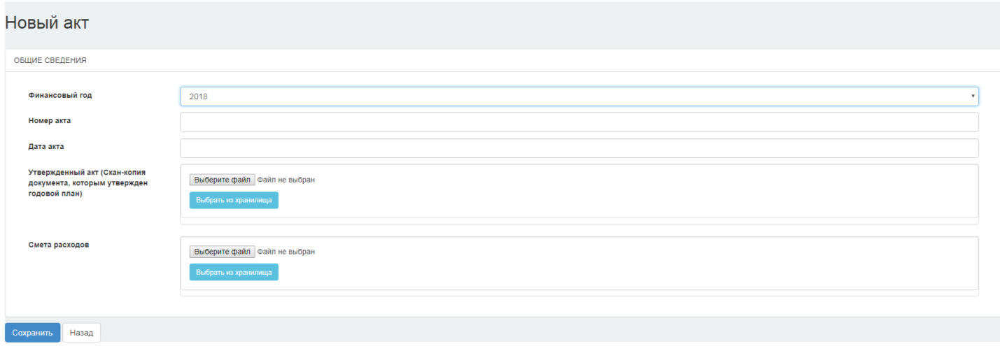 Новый акт
ОБЩИЕ СВЕДЕНИЯ
Финансовый год
2018
Номер акта
Дата акта
Утвержденный акт (Скан-копия
документа, которым утвержден
годовой план)
Выберите файл Файл не выбран
Выбрать из хранилища
Смета расходов
Выберите файл Файл не выбран
Выбрать из хранилища
Сохранить Назад